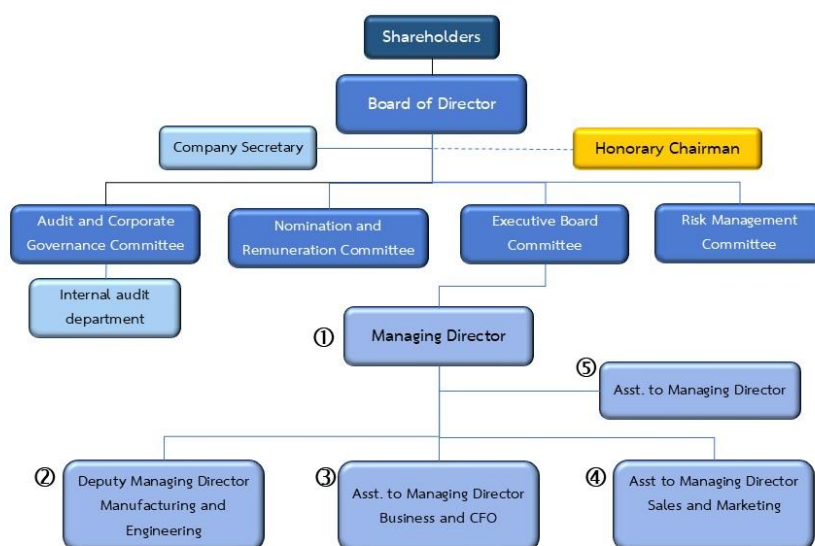 Shareholders
Board of Director
Company Secretary
Honorary Chairman
Audit and Corporate
Governance Committee
Nomination and
Remuneration Committee
Executive Board
Committee
Risk Management
Committee
Internal audit
department
① Managing Director
⑤ Asst. to Managing Director
② Deputy Managing Director
Manufacturing and
Engineering
③ Asst. to Managing Director
Business and CFO
④ Asst to Managing Director
Sales and Marketing